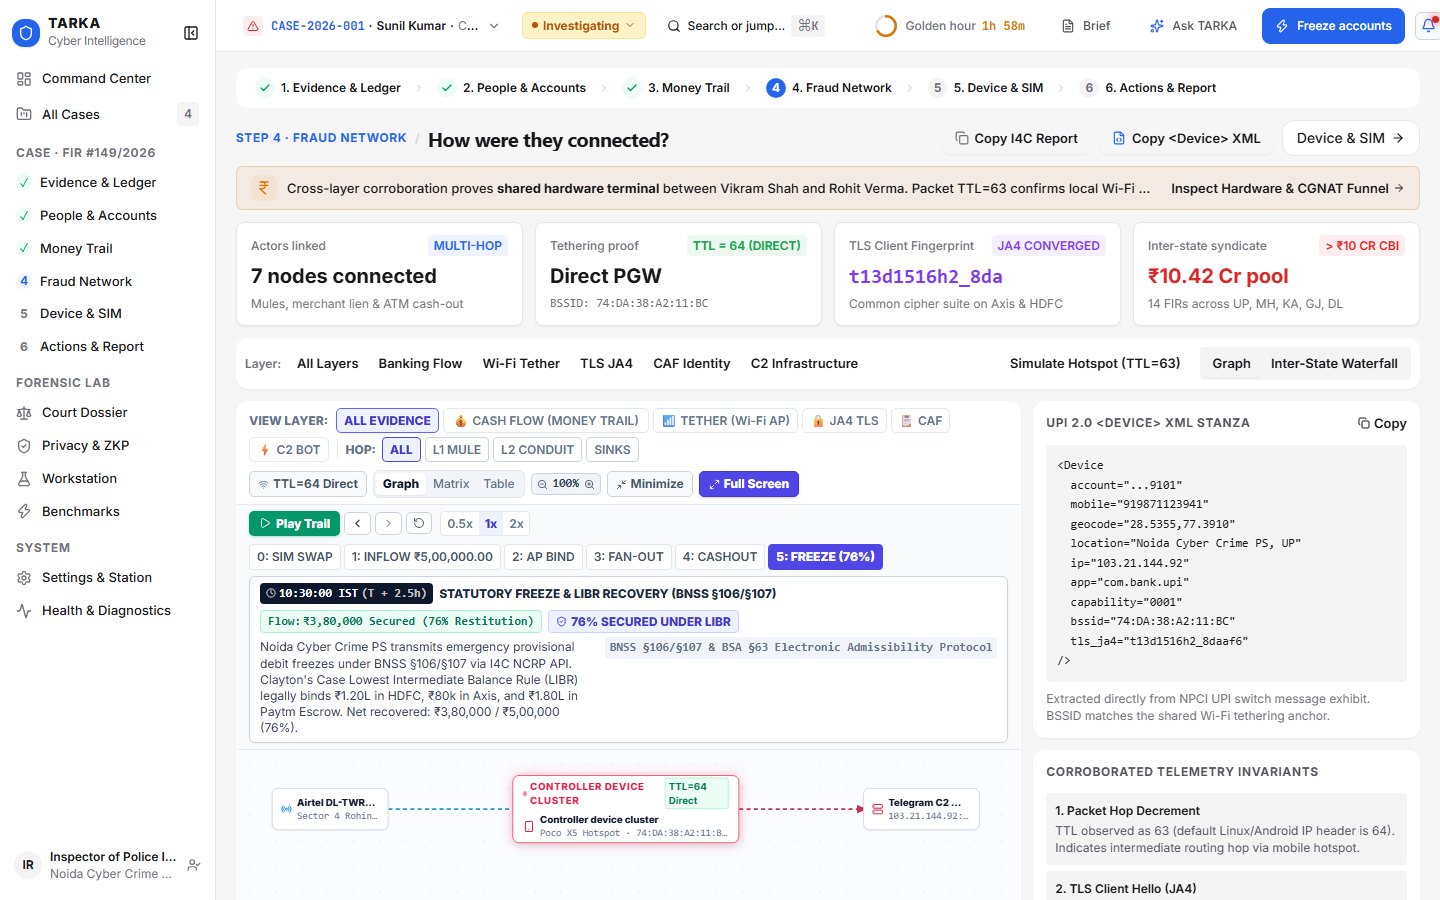 TARKA
Cyber Intelligence
Command Center
All Cases
4
CASE · FIR #149/2026
✓ Evidence & Ledger
✓ People & Accounts
✓ Money Trail
4 Fraud Network
5 Device & SIM
6 Actions & Report
FORENSIC LAB
Court Dossier
Privacy & ZKP
Workstation
Benchmarks
SYSTEM
Settings & Station
Health & Diagnostics
IR
Inspector of Police I...
Noida Cyber Crime ...
CASE-2026-001 · Sunil Kumar · C...
Investigating
Search or jump... ⌘K
Golden hour 1h 58m
Brief
Ask TARKA
Freeze accounts
1. Evidence & Ledger
2. People & Accounts
3. Money Trail
4 4. Fraud Network
5 5. Device & SIM
6 6. Actions & Report
STEP 4 · FRAUD NETWORK / How were they connected?
Copy I4C Report
Copy <Device> XML
Device & SIM →
₹ Cross-layer corroboration proves shared hardware terminal between Vikram Shah and Rohit Verma. Packet TTL=63 confirms local Wi-Fi ...
Inspect Hardware & CGNAT Funnel →
Actors linked MULTI-HOP
7 nodes connected
Mules, merchant lien & ATM cash-out
Tethering proof TTL = 64 (DIRECT)
Direct PGW
BSSID: 74:DA:38:A2:11:BC
TLS Client Fingerprint JA4 CONVERGED
t13d1516h2_8da
Common cipher suite on Axis & HDFC
Inter-state syndicate > ₹10 CR CBI
₹10.42 Cr pool
14 FIRs across UP, MH, KA, GJ, DL
Layer: All Layers Banking Flow Wi-Fi Tether TLS JA4 CAF Identity C2 Infrastructure
Simulate Hotspot (TTL=63) Graph Inter-State Waterfall
VIEW LAYER: ALL EVIDENCE CASH FLOW (MONEY TRAIL) TETHER (Wi-Fi AP) JA4 TLS CAF
C2 BOT HOP: ALL L1 MULE L2 CONDUIT SINKS
TTL=64 Direct Graph Matrix Table 100% Minimize Full Screen
Play Trail 0.5x 1x 2x
0: SIM SWAP 1: INFLOW ₹5,00,000.00 2: AP BIND 3: FAN-OUT 4: CASHOUT 5: FREEZE (76%)
10:30:00 IST (T + 2.5h) STATUTORY FREEZE & LIBR RECOVERY (BNSS §106/§107)
Flow: ₹3,80,000 Secured (76% Restitution) 76% SECURED UNDER LIBR
Noida Cyber Crime PS transmits emergency provisional
debit freezes under BNSS §106/§107 via I4C NCRP API.
Clayton's Case Lowest Intermediate Balance Rule (LIBR)
legally binds ₹1.20L in HDFC, ₹80k in Axis, and ₹1.80L in
Paytm Escrow. Net recovered: ₹3,80,000 / ₹5,00,000
(76%).
BNSS §106/§107 & BSA §63 Electronic Admissibility Protocol
Airtel DL-TWR...
Sector 4 Rohin...
CONTROLLER DEVICE
CLUSTER
TTL=64
Direct
Controller device cluster
Poco X5 Hotspot · 74:DA:38:A2:11:B...
Telegram C2 ...
103.21.144.92:...
UPI 2.0 <DEVICE> XML STANZA
Copy
<Device
account="...9101"
mobile="919871123941"
geocode="28.5355,77.3910"
location="Noida Cyber Crime PS, UP"
ip="103.21.144.92"
app="com.bank.upi"
capability="0001"
bssid="74:DA:38:A2:11:BC"
tls_ja4="t13d1516h2_8daaf6"
/>
Extracted directly from NPCI UPI switch message exhibit.
BSSID matches the shared Wi-Fi tethering anchor.
CORROBORATED TELEMETRY INVARIANTS
1. Packet Hop Decrement
TTL observed as 63 (default Linux/Android IP header is 64).
Indicates intermediate routing hop via mobile hotspot.
2. TLS Client Hello (JA4)